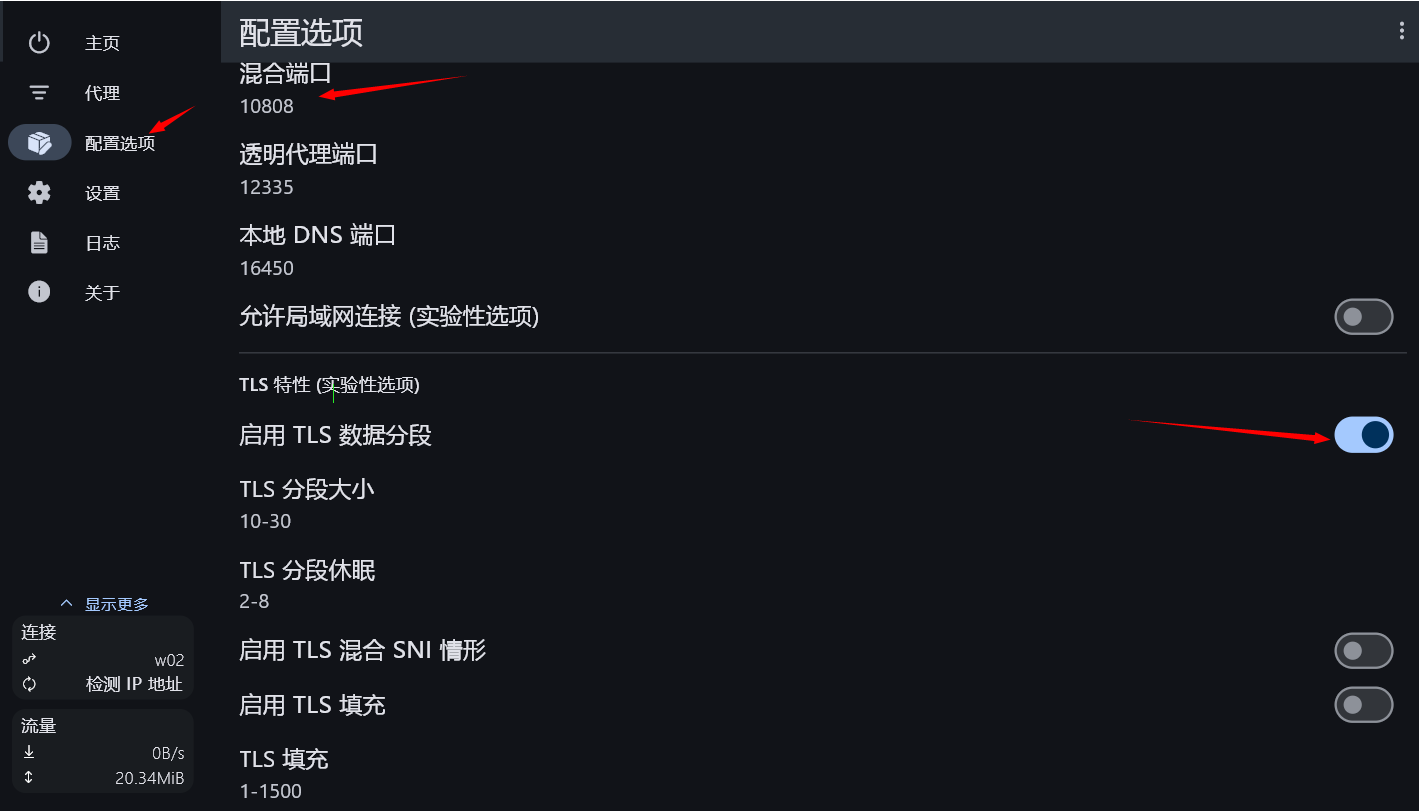 主页
代理
配置选项
设置
日志
关于
显示更多
连接
w02
检测 IP 地址
流量
0B/s
20.34MiB
配置选项
混合端口
10808
透明代理端口
12335
本地 DNS 端口
16450
允许局域网连接 (实验性选项)
TLS 特性 (实验性选项)
启用 TLS 数据分段
TLS 分段大小
10-30
TLS 分段休眠
2-8
启用 TLS 混合 SNI 情形
启用 TLS 填充
TLS 填充
1-1500